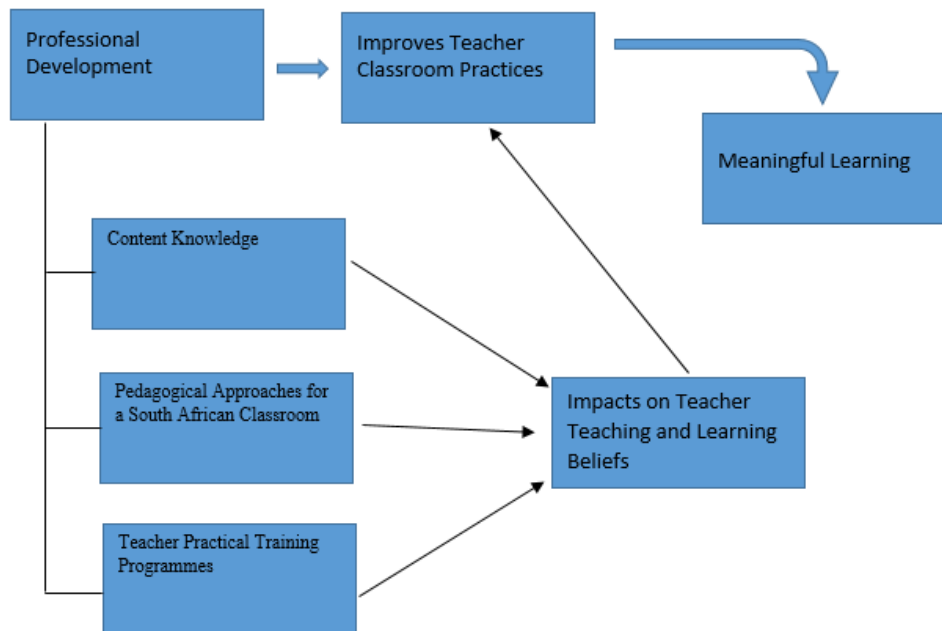 Professional
Development
Improves Teacher
Classroom Practices
Meaningful Learning
Content Knowledge
Pedagogical Approaches for
a South African Classroom
Impacts on Teacher
Teaching and Learning
Beliefs
Teacher Practical Training
Programmes